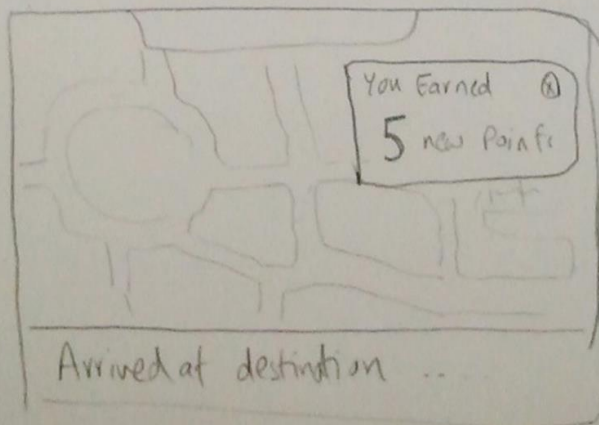 You Earned ⓧ
5 new Points
Arrived at destination ....